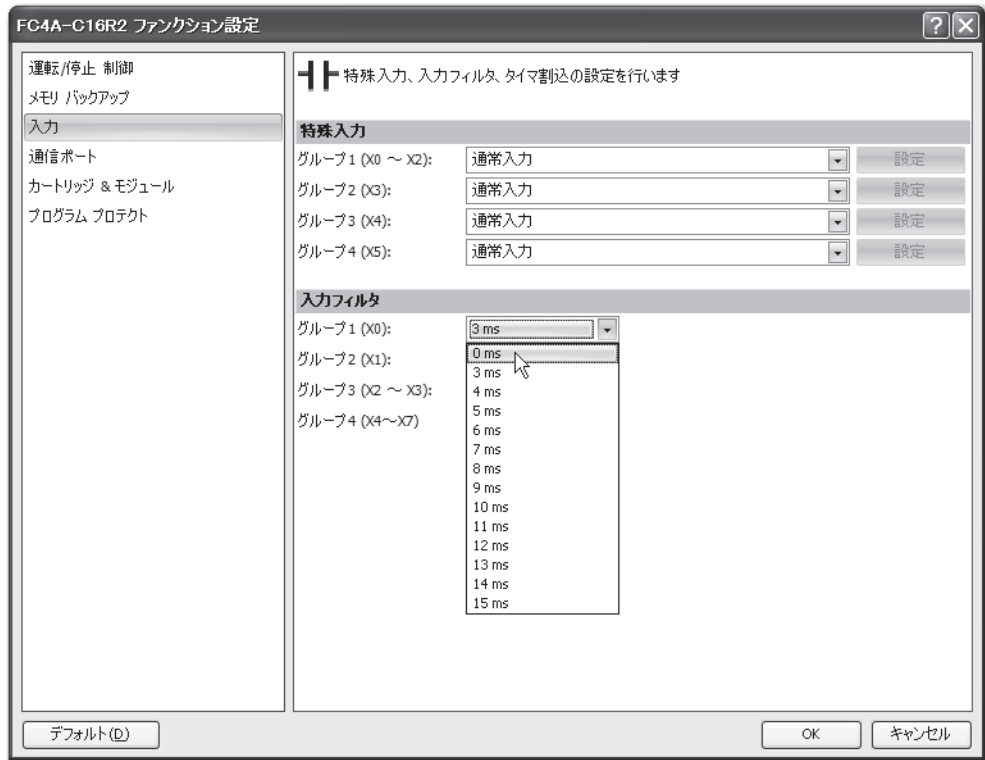 FC4A-C16R2 ファンクション設定
運転/停止 制御
メモリ バックアップ
入力
通信ポート
カートリッジ & モジュール
プログラム プロテクト
特殊入力、入力フィルタ、タイマ割込の設定を行います
特殊入力
グループ1 (X0 ～ X2): 通常入力 設定
グループ2 (X3): 通常入力 設定
グループ3 (X4): 通常入力 設定
グループ4 (X5): 通常入力 設定
入力フィルタ
グループ1 (X0): 3 ms
グループ2 (X1):
グループ3 (X2 ～ X3):
グループ4 (X4～X7)
0 ms
3 ms
4 ms
5 ms
6 ms
7 ms
8 ms
9 ms
10 ms
11 ms
12 ms
13 ms
14 ms
15 ms
デフォルト(D) OK キャンセル